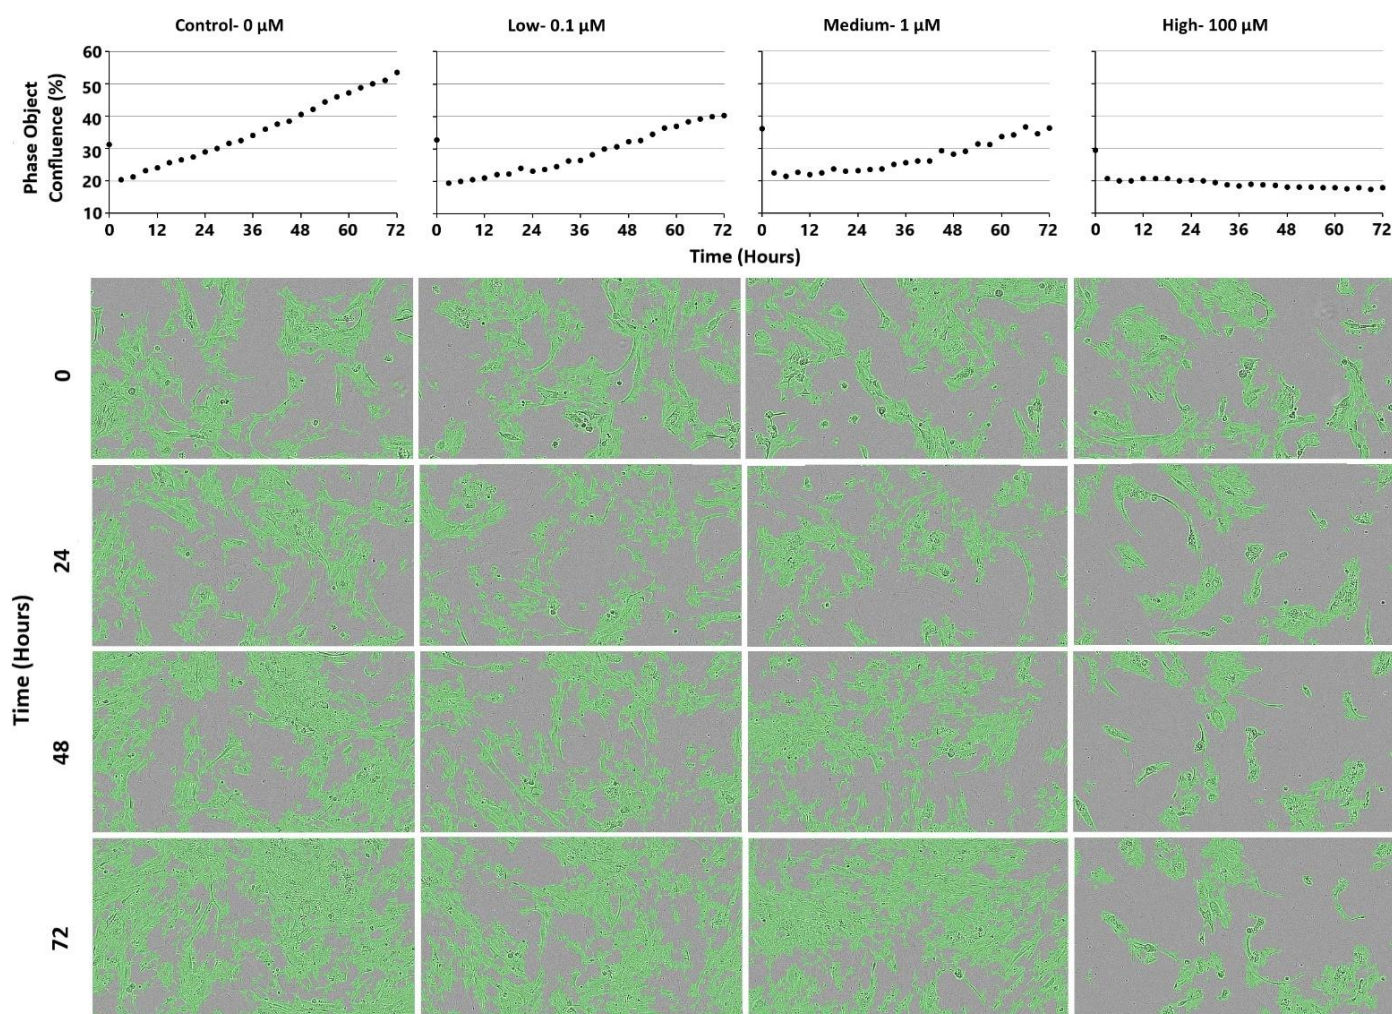 Control- 0 µM
Low- 0.1 µM
Medium- 1 µM
High- 100 µM
Phase Object
Confluence (%)
60
50
40
30
20
10
0 12 24 36 48 60 72
0 12 24 36 48 60 72
0 12 24 36 48 60 72
0 12 24 36 48 60 72
Time (Hours)
Time (Hours)
0
24
48
72